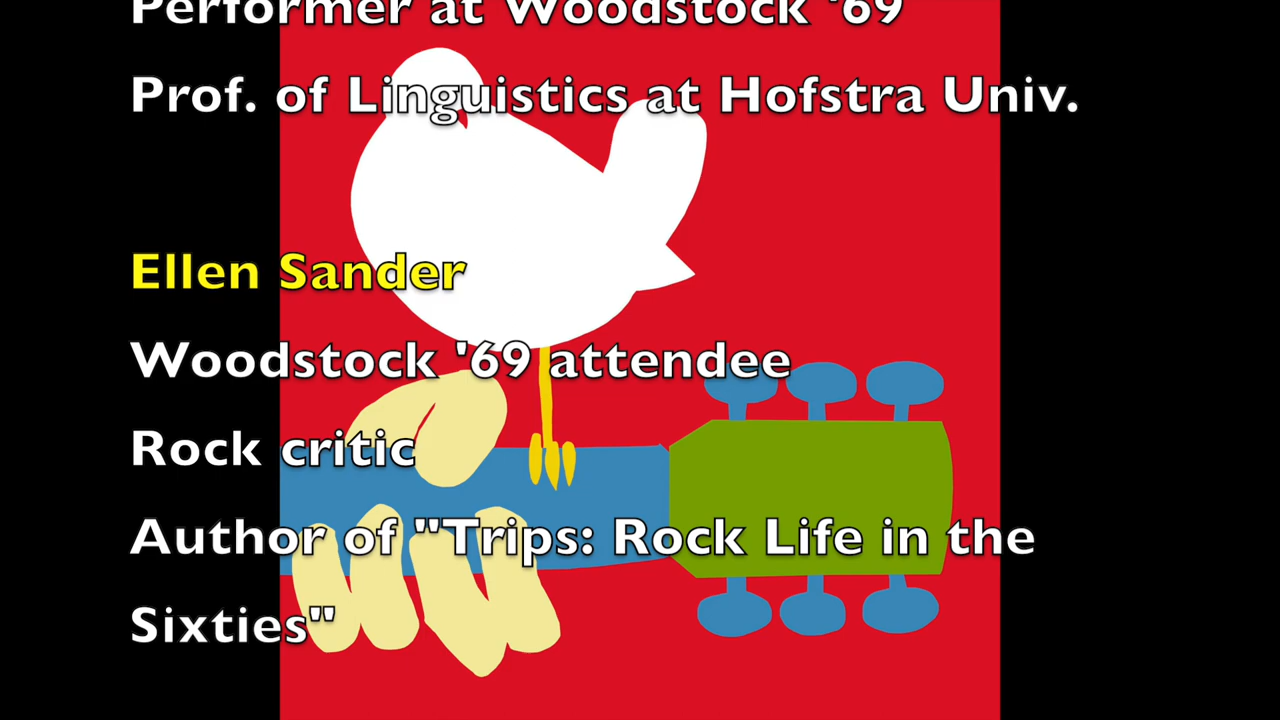 Performer at Woodstock '69
Prof. of Linguistics at Hofstra Univ.
Ellen Sander
Woodstock '69 attendee
Rock critic
Author of "Trips: Rock Life in the
Sixties"